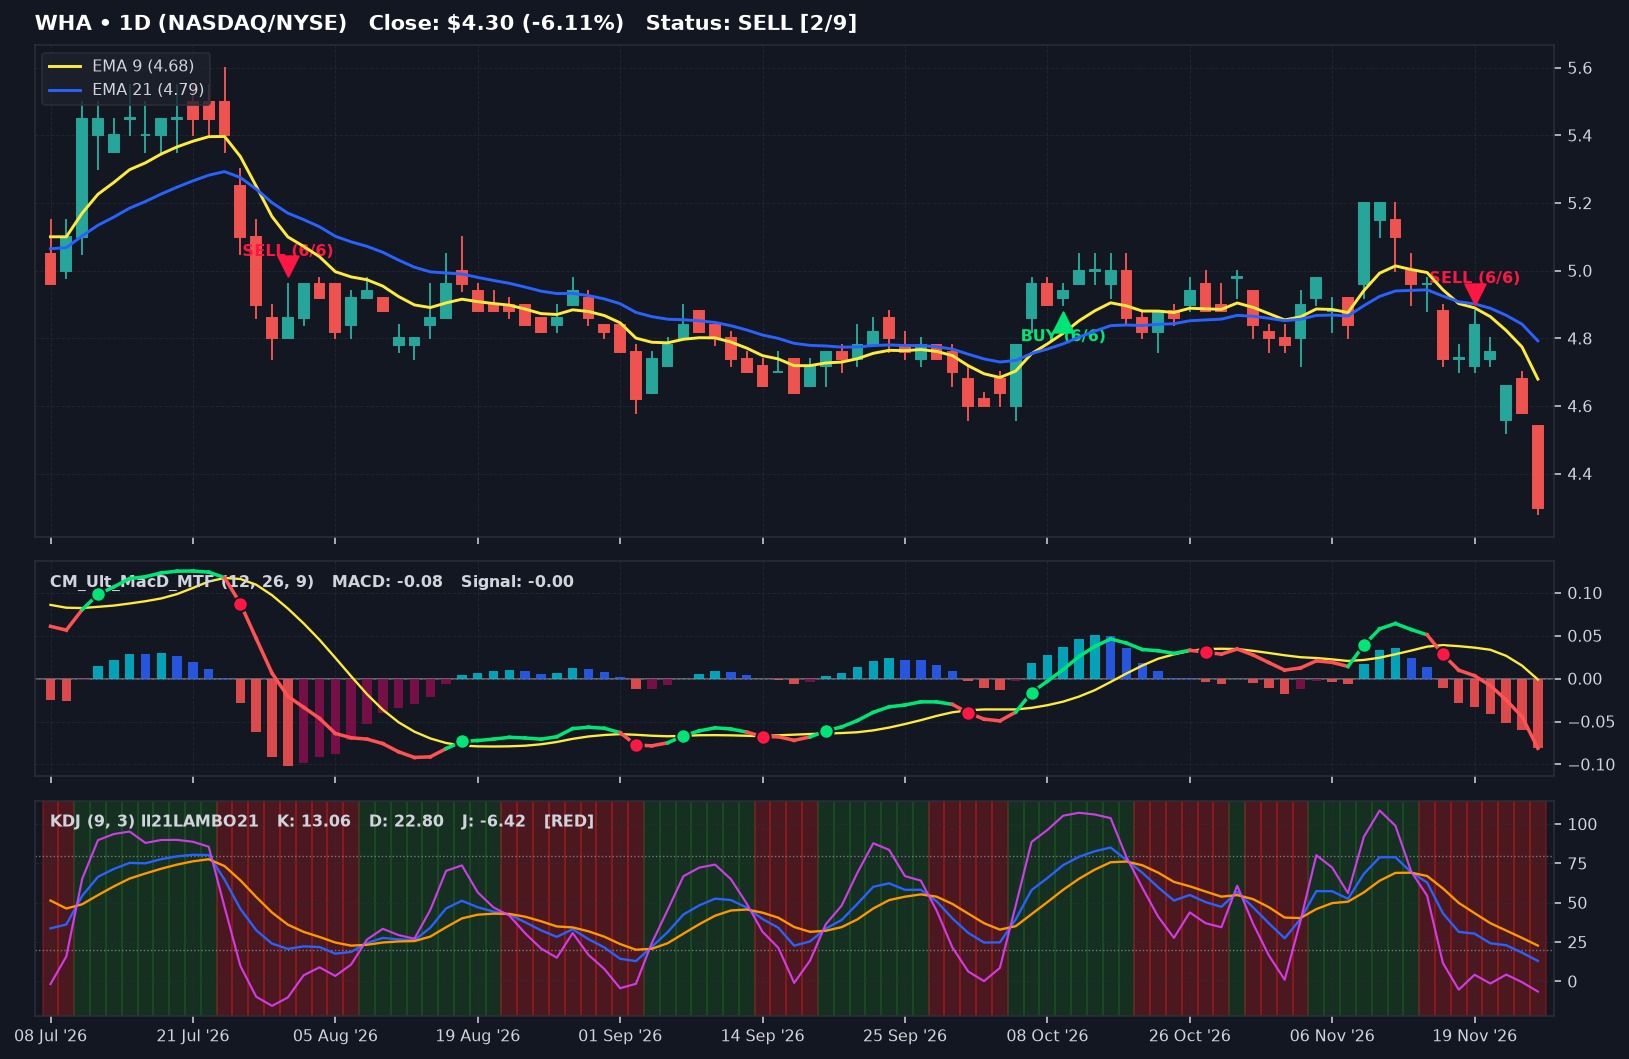 WHA • 1D (NASDAQ/NYSE) Close: $4.30 (-6.11%) Status: SELL [2/9]
EMA 9 (4.68)
EMA 21 (4.79)
SELL (6/6)
BUY (6/6)
SELL (6/6)
5.6
5.4
5.2
5.0
4.8
4.6
4.4
CM_Ult_MacD_MTF (12, 26, 9) MACD: -0.08 Signal: -0.00
0.10
0.05
0.00
−0.05
−0.10
KDJ (9, 3) II21LAMBO21 K: 13.06 D: 22.80 J: -6.42 [RED]
100
75
50
25
0
08 Jul '26 21 Jul '26 05 Aug '26 19 Aug '26 01 Sep '26 14 Sep '26 25 Sep '26 08 Oct '26 26 Oct '26 06 Nov '26 19 Nov '26